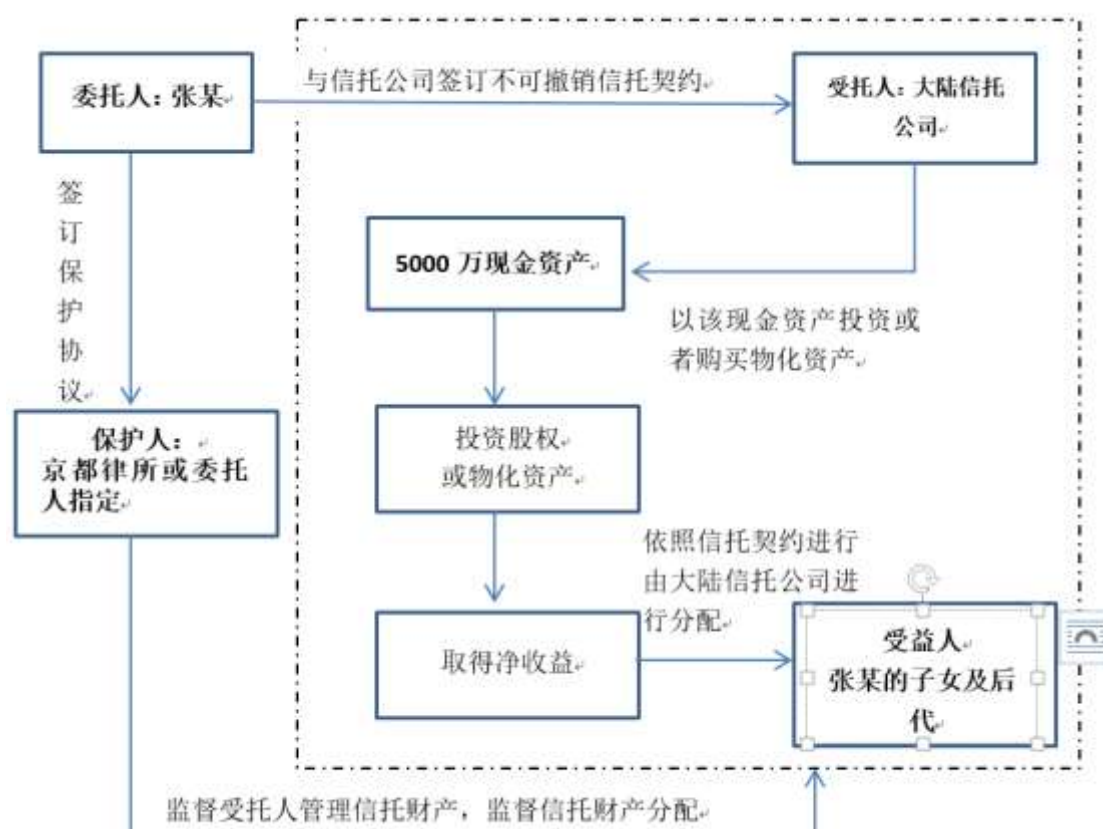 委托人：张某
与信托公司签订不可撤销信托契约
受托人：大陆信托
公司
签
订
保
护
协
议
5000 万现金资产
以该现金资产投资或
者购买物化资产
保护人：
京都律所或委托
人指定
投资股权
或物化资产
依照信托契约进行
由大陆信托公司进
行分配
取得净收益
受益人
张某的子女及后
代
监督受托人管理信托财产，监督信托财产分配